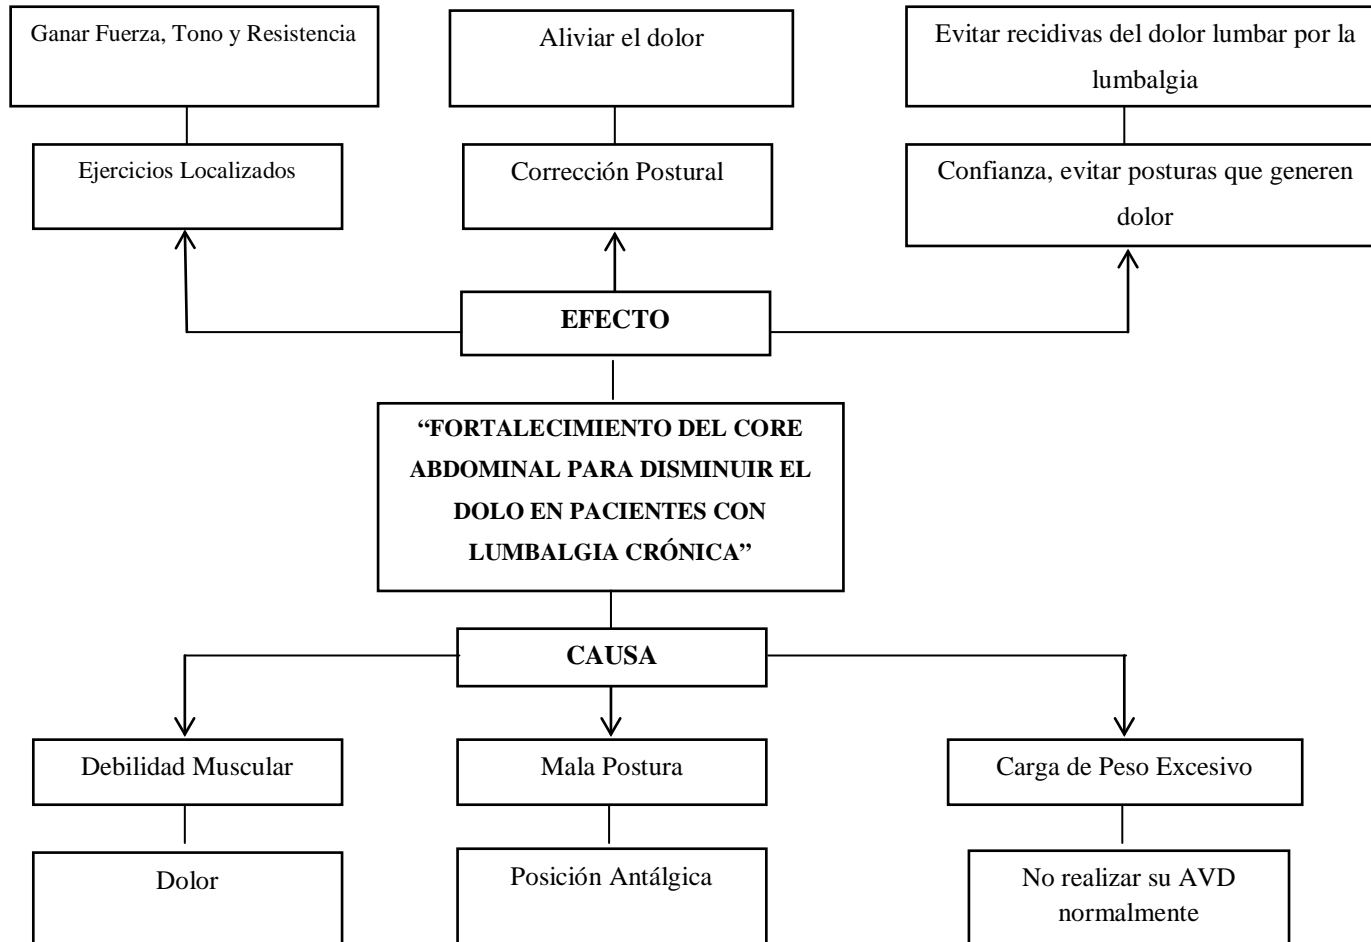 Ganar Fuerza, Tono y Resistencia
Aliviar el dolor
Evitar recidivas del dolor lumbar por la
lumbalgia
Ejercicios Localizados
Corrección Postural
Confianza, evitar posturas que generen
dolor
EFECTO
“FORTALECIMIENTO DEL CORE
ABDOMINAL PARA DISMINUIR EL
DOLO EN PACIENTES CON
LUMBALGIA CRÓNICA”
CAUSA
Debilidad Muscular
Mala Postura
Carga de Peso Excesivo
Dolor
Posición Antálgica
No realizar su AVD
normalmente